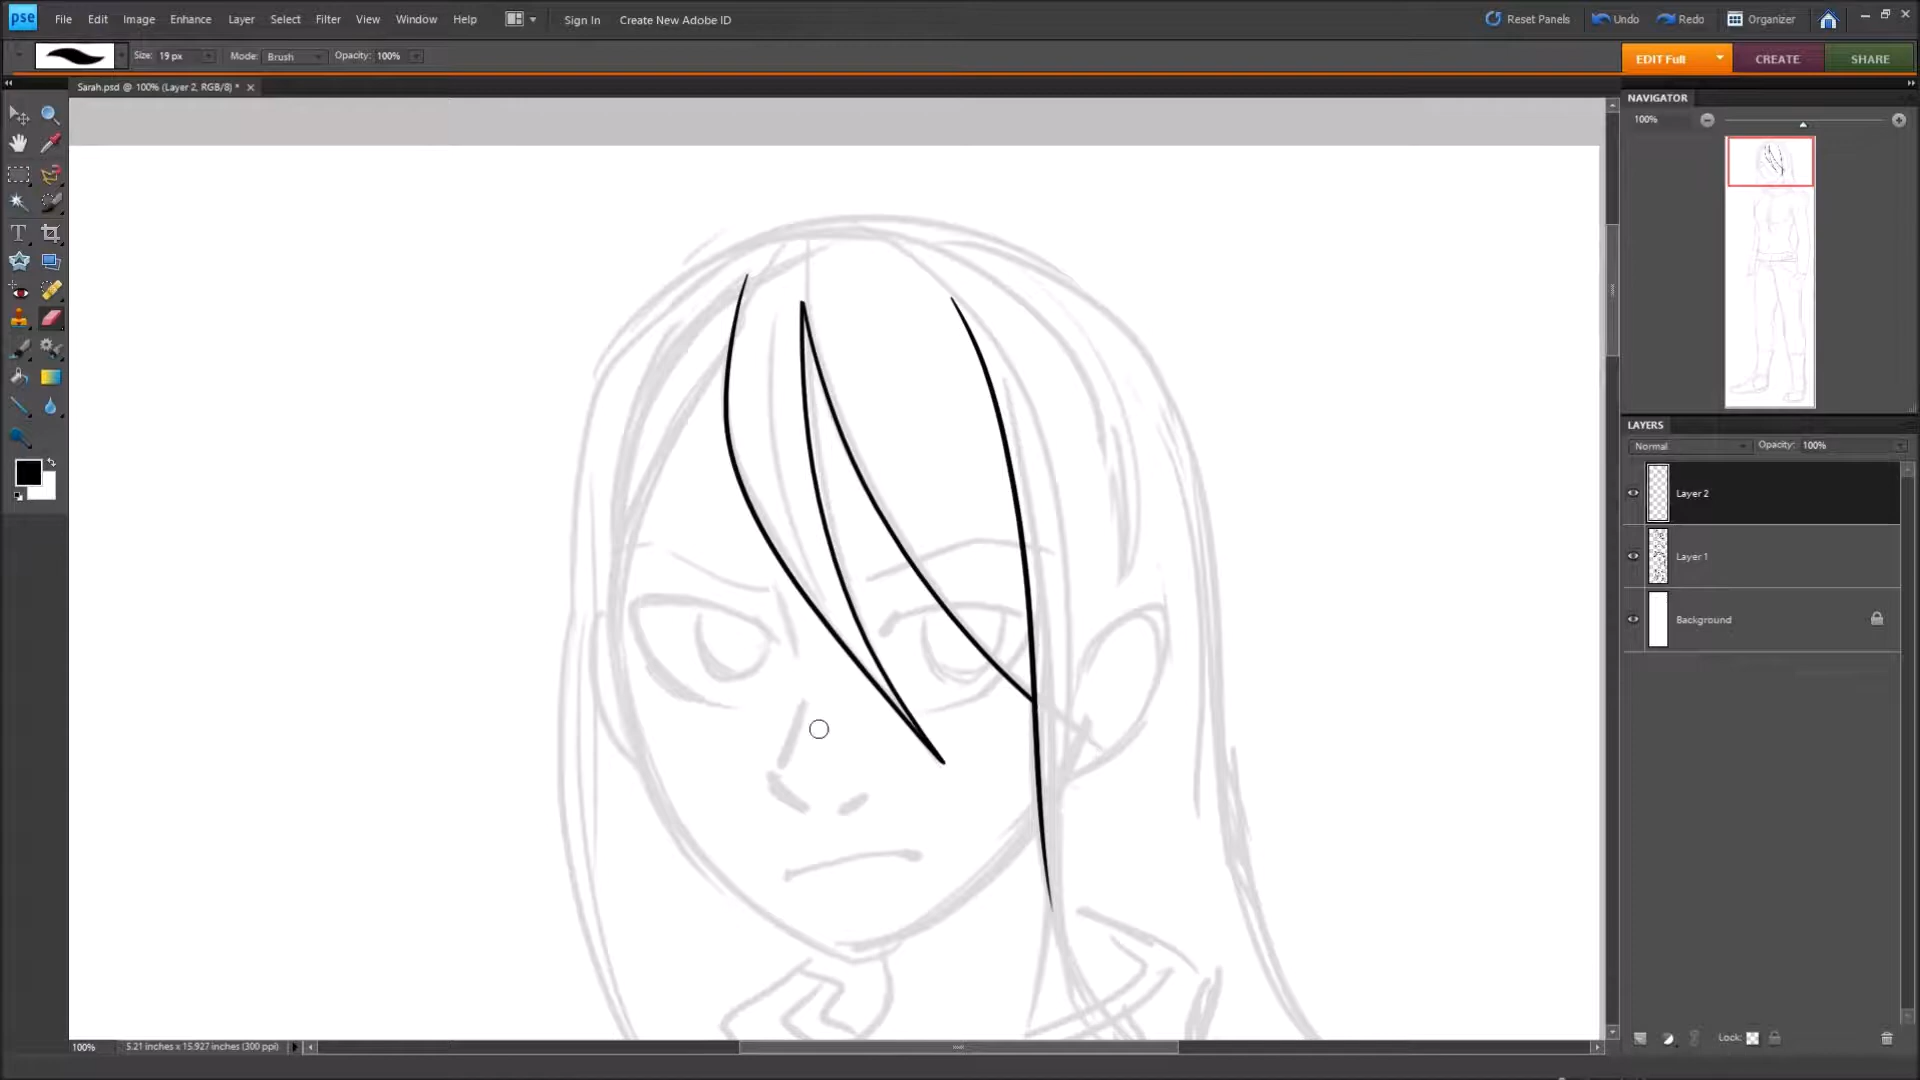 pse File Edit Image Enhance Layer Select Filter View Window Help Sign In Create New Adobe ID Reset Panels Undo Redo Organizer
Size: 19 px Mode: Brush Opacity: 100% EDIT Full CREATE SHARE
Sarah.psd @ 100% (Layer 2, RGB/8) *
NAVIGATOR
100%
T
LAYERS
Normal Opacity: 100%
Layer 2
Layer 1
Background
Lock:
100% 5.21 inches x 15.927 inches (300 ppi)